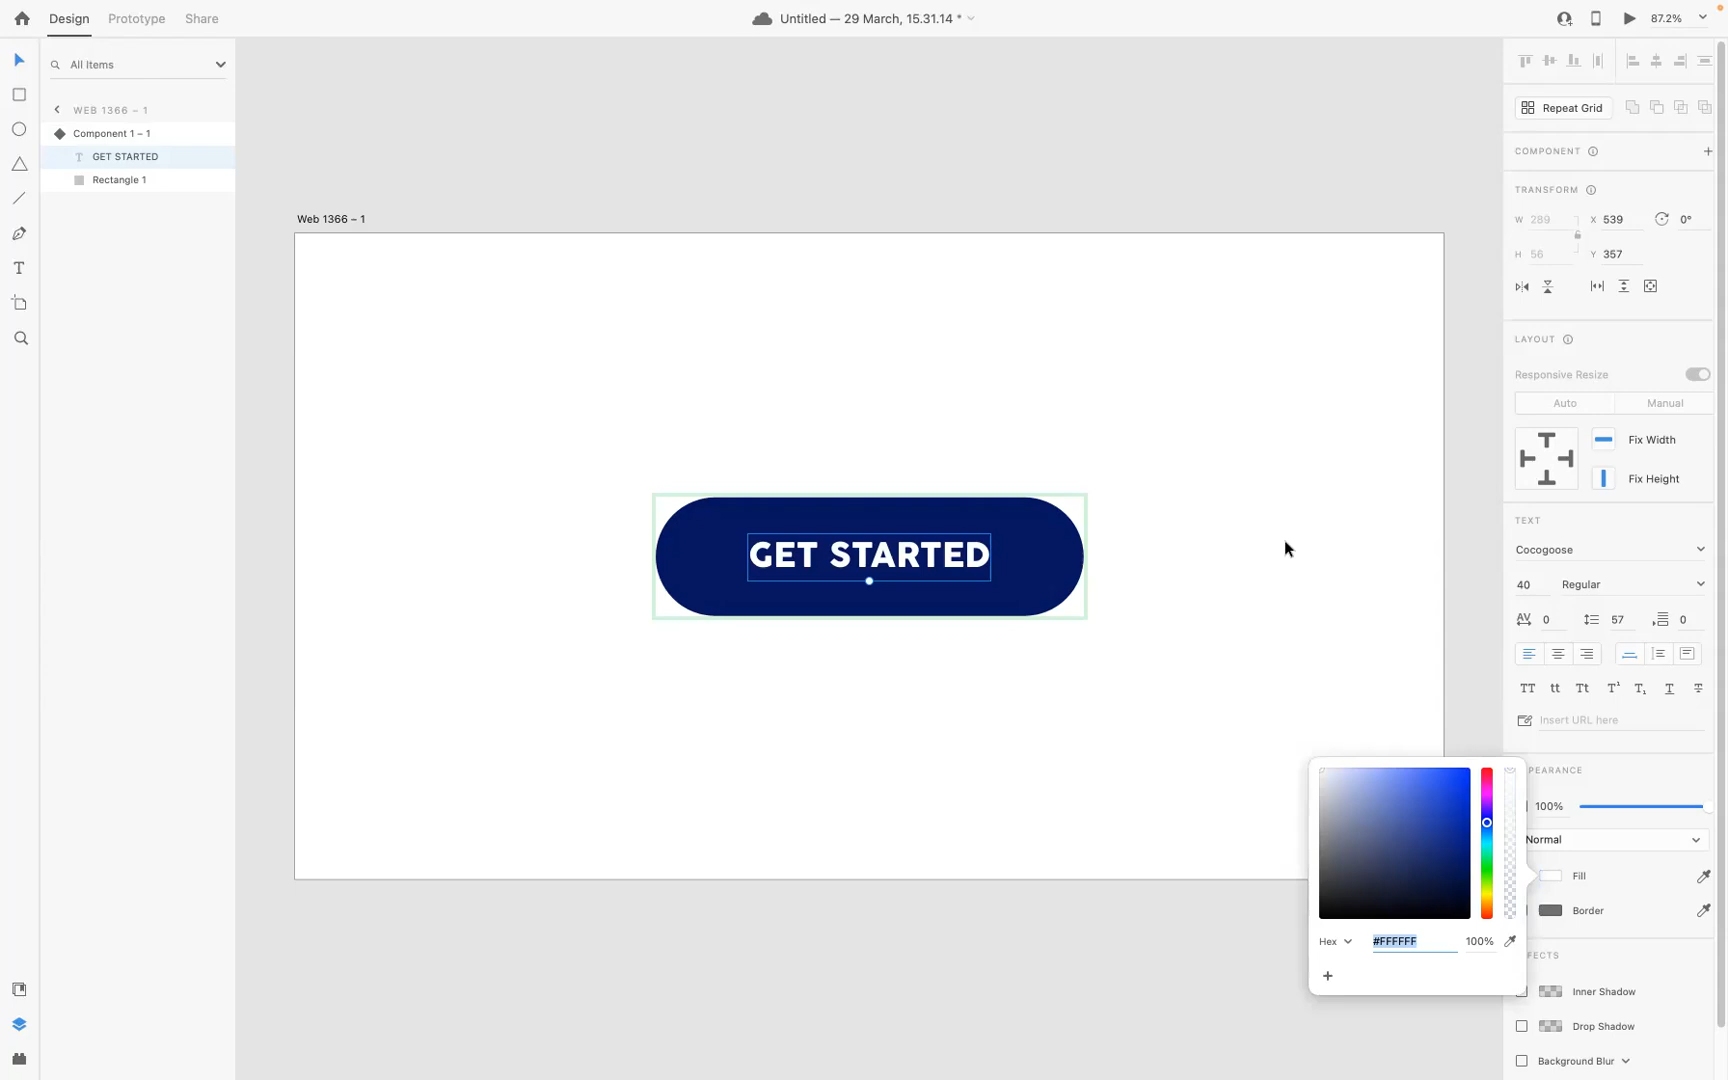 Design Prototype Share
Untitled — 29 March, 15.31.14 *
87.2%
All Items
WEB 1366 – 1
Component 1 – 1
GET STARTED
Rectangle 1
Web 1366 – 1
GET STARTED
Repeat Grid
COMPONENT
TRANSFORM
W 289 X 539 0°
H 56 Y 357
LAYOUT
Responsive Resize
Auto Manual
Fix Width
Fix Height
TEXT
Cocogoose
40 Regular
AV 0 57 0
TT tt Tt T¹ T₁ T T
Insert URL here
PEARANCE
100%
Normal
Fill
Border
Hex #FFFFFF 100%
FECTS
Inner Shadow
Drop Shadow
Background Blur